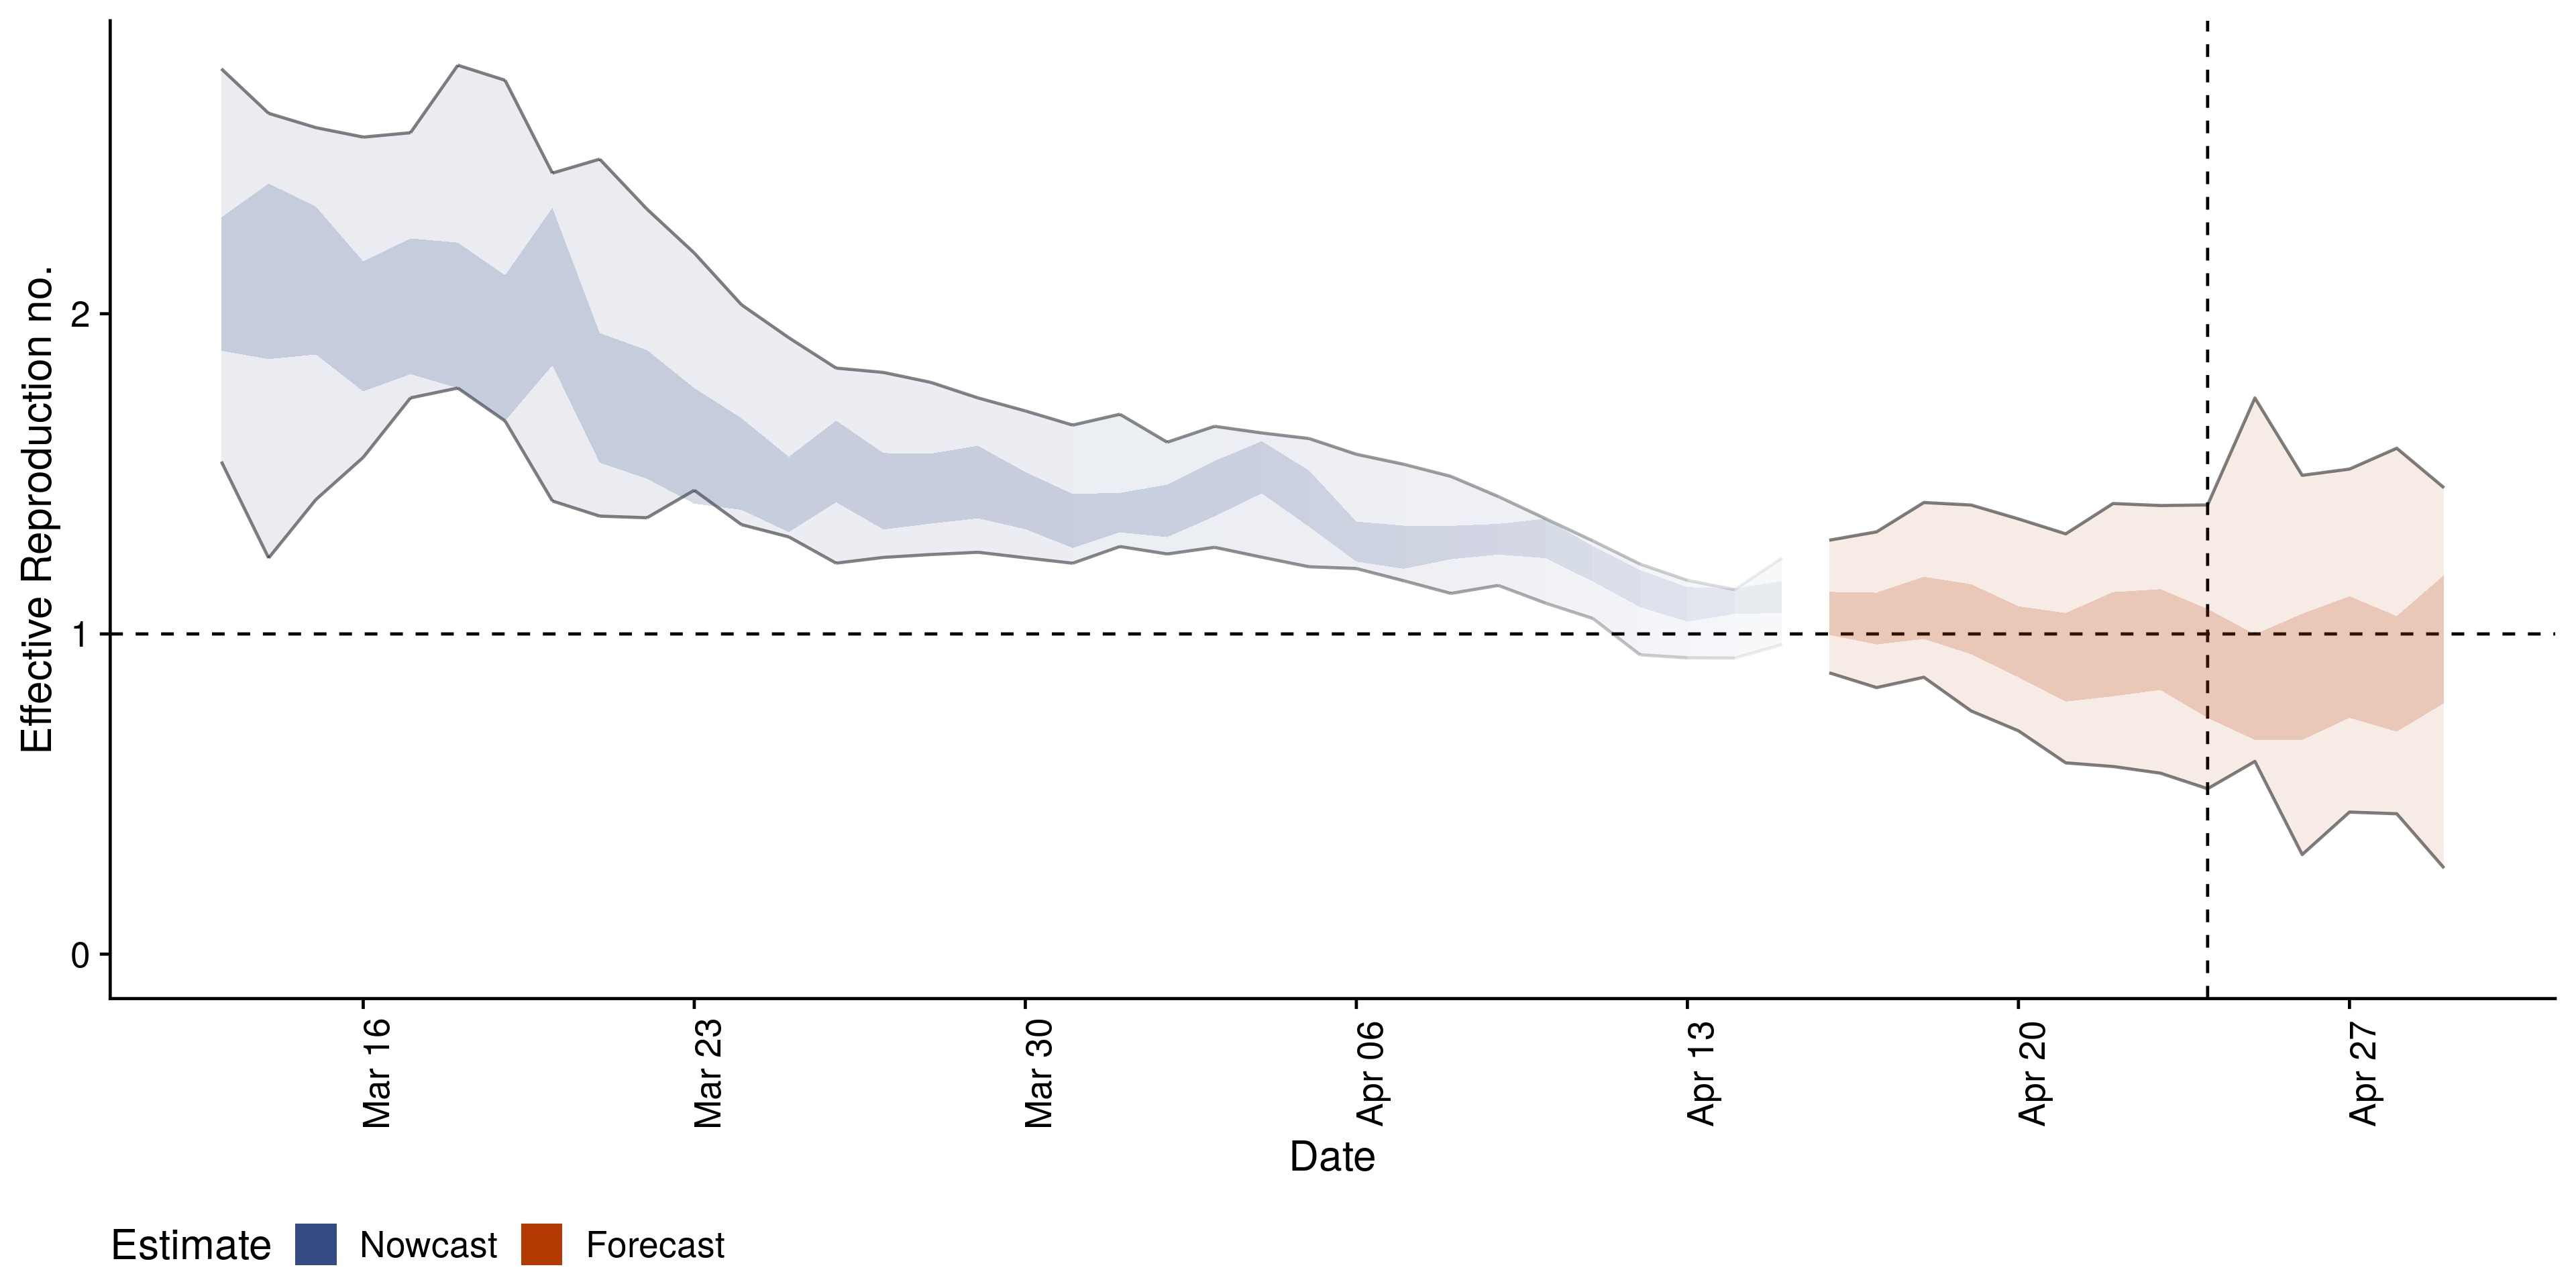 Effective Reproduction no.
2
1
0
Mar 16
Mar 23
Mar 30
Apr 06
Apr 13
Apr 20
Apr 27
Date
Estimate Nowcast Forecast